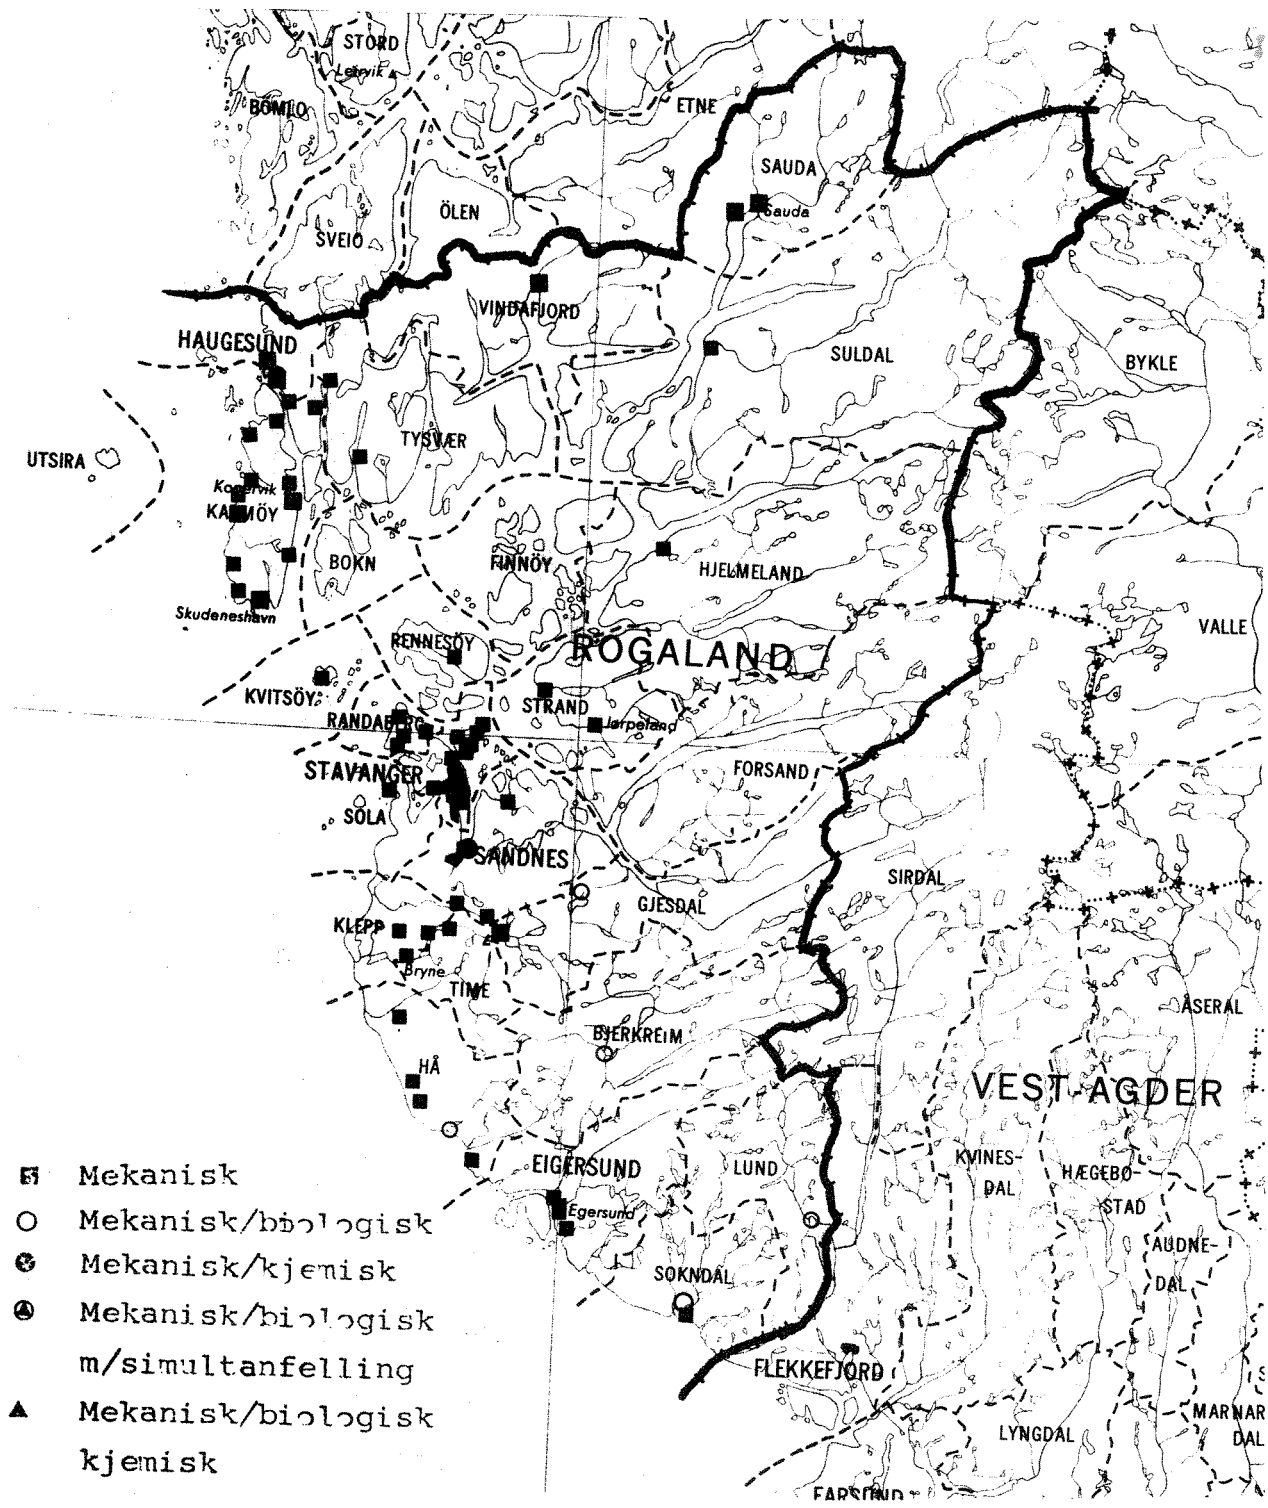 STORD
Leirvik
BÖMLO
ETNE
SAUDA
Sauda
ÖLEN
SVEIO
VINDAFJORD
HAUGESUND
SULDAL
BYKLE
TYSVÆR
UTSIRA
KARMÖY
BOKN
FINNÖY
HJELMELAND
Skudeneshavn
VALLE
RENNESÖY
ROGALAND
KVITSÖY
STRAND
RANDABERG
Jørpeland
STAVANGER
FORSAND
SÖLA
SANDNES
SIRDAL
GJESDAL
KLEPP
Bryne
TIME
BJERKREIM
ÅSERAL
HÅ
VEST-AGDER
EIGERSUND
LUND
KVINES-
DAL
HÆGEBO-
STAD
Egersund
AUDNE-
DAL
SOKNDAL
FLEKKEFJORD
LYNGDAL
MARNAR
DAL
FARSUND
Mekanisk
Mekanisk/biologisk
Mekanisk/kjemisk
Mekanisk/biologisk
m/simultanfelling
Mekanisk/biologisk
kjemisk